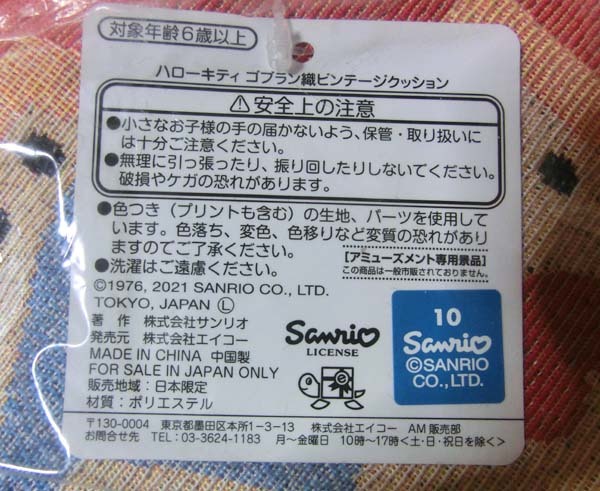 対象年齢6歳以上
ハローキティ ゴブラン織ビンテージクッション
⚠安全上の注意
●小さなお子様の手の届かないよう、保管・取り扱いに
は十分ご注意ください。
●無理に引っ張ったり、振り回したりしないでください。
破損やケガの恐れがあります。
●色つき（プリントも含む）の生地、パーツを使用して
います。色落ち、変色、色移りなど変質の恐れがあり
ますのでご了承ください。
●洗濯はご遠慮ください。
[アミューズメント専用景品]
この商品は一般市販されておりません。
©1976, 2021 SANRIO CO., LTD.
TOKYO, JAPAN Ⓛ
著 作 株式会社サンリオ
発売元 株式会社エイコー
MADE IN CHINA 中国製
FOR SALE IN JAPAN ONLY
販売地域：日本限定
材質：ポリエステル
Sanrio
LICENSE
10
Sanrio
©SANRIO
CO., LTD.
〒130-0004 東京都墨田区本所1-3-13 株式会社エイコー AM販売部
お問合せ先 TEL：03-3624-1183 月～金曜日 10時～17時<土・日・祝日を除く>